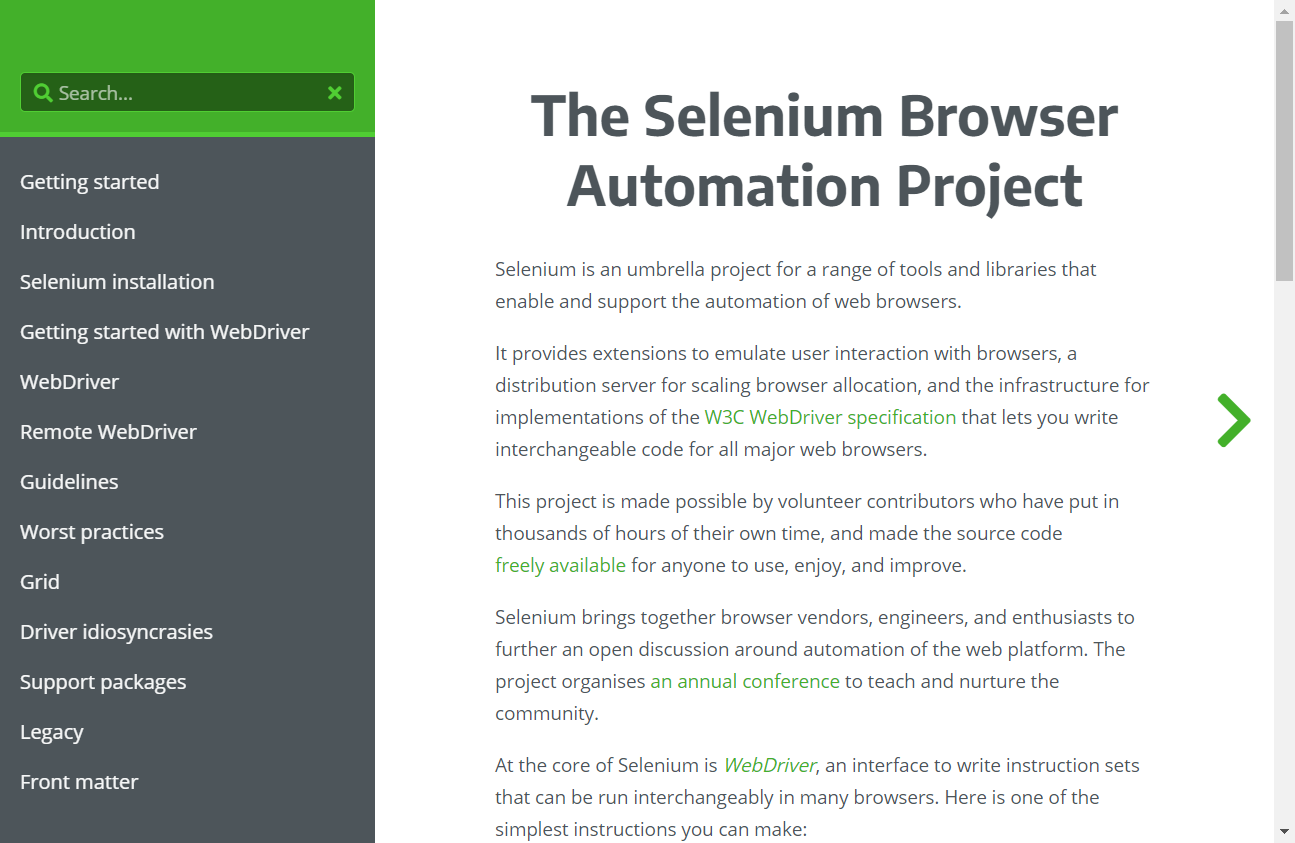 Search...
Getting started
Introduction
Selenium installation
Getting started with WebDriver
WebDriver
Remote WebDriver
Guidelines
Worst practices
Grid
Driver idiosyncrasies
Support packages
Legacy
Front matter
The Selenium Browser
Automation Project
Selenium is an umbrella project for a range of tools and libraries that
enable and support the automation of web browsers.
It provides extensions to emulate user interaction with browsers, a
distribution server for scaling browser allocation, and the infrastructure for
implementations of the W3C WebDriver specification that lets you write
interchangeable code for all major web browsers.
This project is made possible by volunteer contributors who have put in
thousands of hours of their own time, and made the source code
freely available for anyone to use, enjoy, and improve.
Selenium brings together browser vendors, engineers, and enthusiasts to
further an open discussion around automation of the web platform. The
project organises an annual conference to teach and nurture the
community.
At the core of Selenium is WebDriver, an interface to write instruction sets
that can be run interchangeably in many browsers. Here is one of the
simplest instructions you can make: